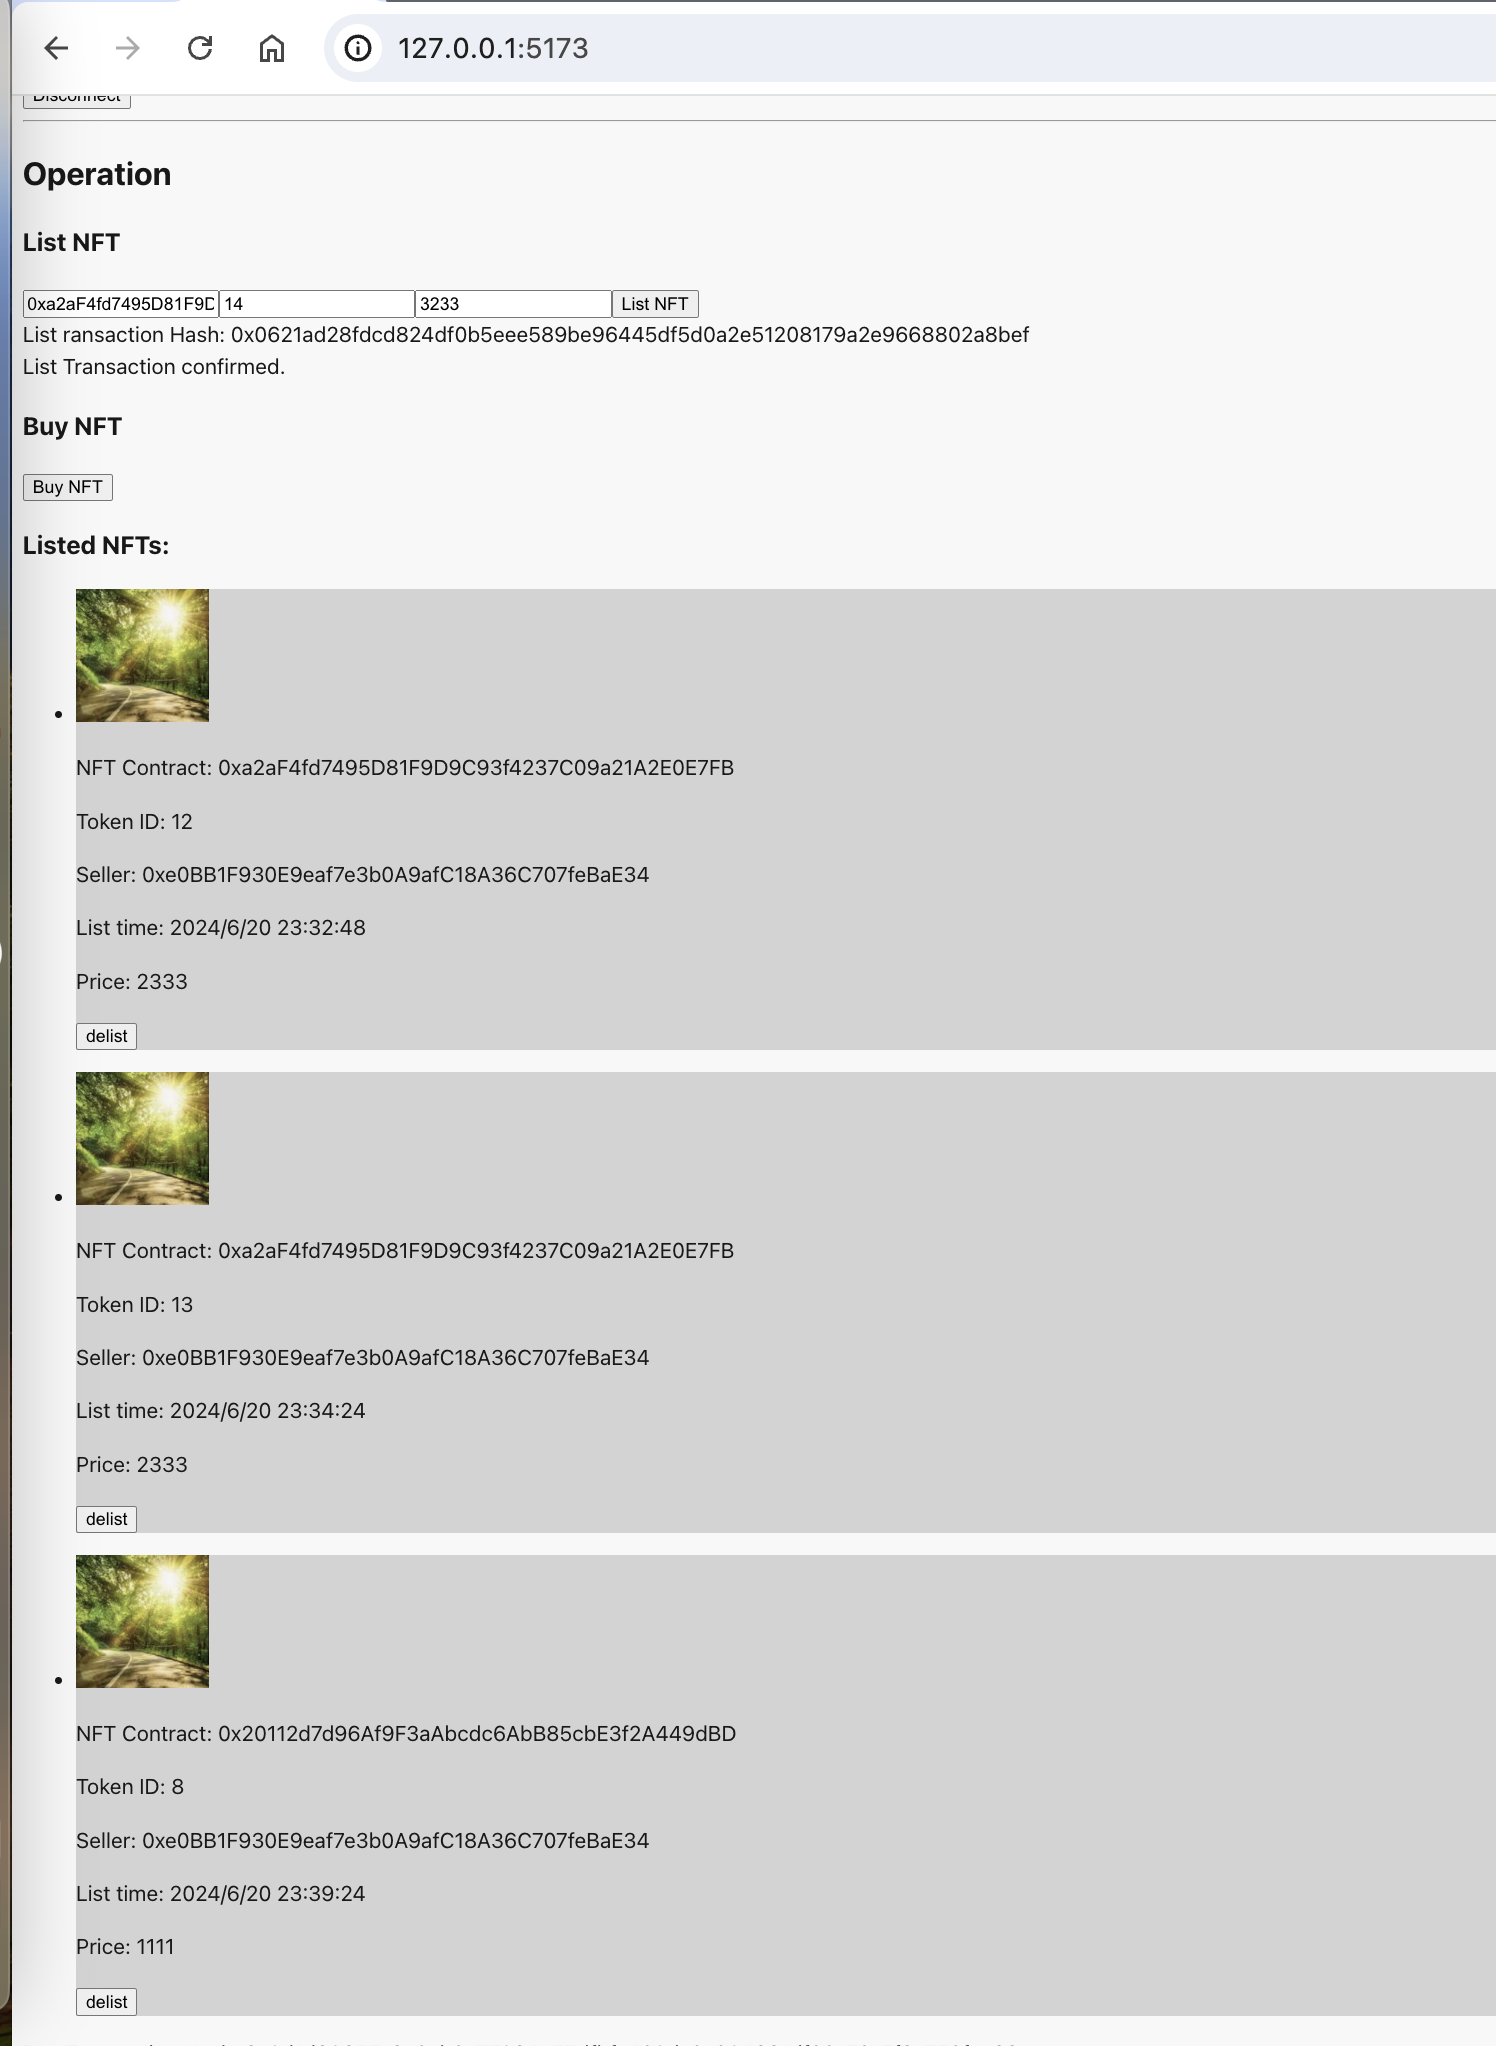 127.0.0.1:5173
Disconnect
Operation
List NFT
0xa2aF4fd7495D81F9D 14 3233 List NFT
List ransaction Hash: 0x0621ad28fdcd824df0b5eee589be96445df5d0a2e51208179a2e9668802a8bef
List Transaction confirmed.
Buy NFT
Buy NFT
Listed NFTs:
NFT Contract: 0xa2aF4fd7495D81F9D9C93f4237C09a21A2E0E7FB
Token ID: 12
Seller: 0xe0BB1F930E9eaf7e3b0A9afC18A36C707feBaE34
List time: 2024/6/20 23:32:48
Price: 2333
delist
NFT Contract: 0xa2aF4fd7495D81F9D9C93f4237C09a21A2E0E7FB
Token ID: 13
Seller: 0xe0BB1F930E9eaf7e3b0A9afC18A36C707feBaE34
List time: 2024/6/20 23:34:24
Price: 2333
delist
NFT Contract: 0x20112d7d96Af9F3aAbcdc6AbB85cbE3f2A449dBD
Token ID: 8
Seller: 0xe0BB1F930E9eaf7e3b0A9afC18A36C707feBaE34
List time: 2024/6/20 23:39:24
Price: 1111
delist